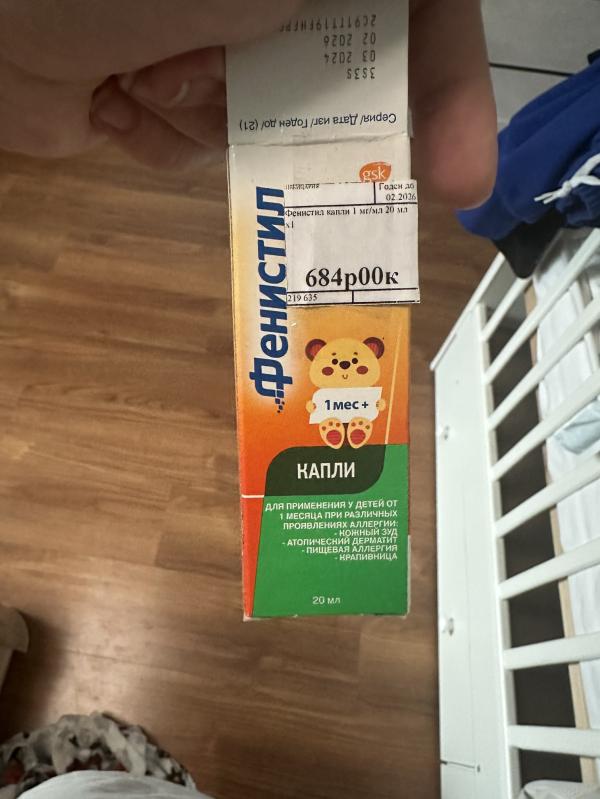 Серия/ Дата изг/ Годен до/ (21)
3S3S
03 2024
02 2026
gsk
Годен до
02.2026
Фенистил капли 1 мг/мл 20 мл
x1
684р00к
219 635
Фенистил
1 мес +
КАПЛИ
ДЛЯ ПРИМЕНЕНИЯ У ДЕТЕЙ ОТ
1 МЕСЯЦА ПРИ РАЗЛИЧНЫХ
ПРОЯВЛЕНИЯХ АЛЛЕРГИИ:
- КОЖНЫЙ ЗУД
- АТОПИЧЕСКИЙ ДЕРМАТИТ
- ПИЩЕВАЯ АЛЛЕРГИЯ
- КРАПИВНИЦА
20 мл